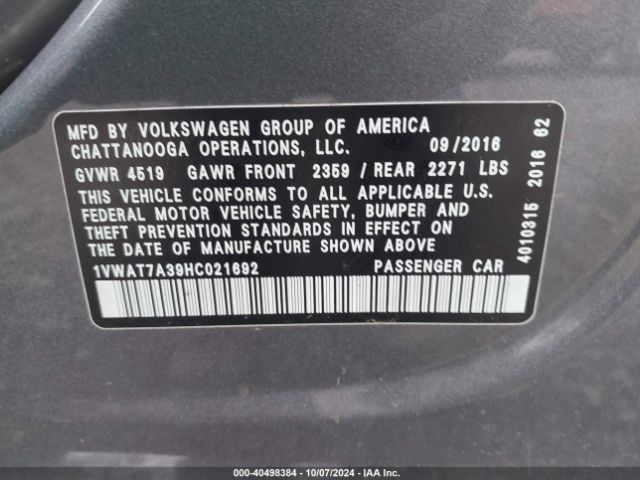 MFD BY VOLKSWAGEN GROUP OF AMERICA
CHATTANOOGA OPERATIONS, LLC. 09/2016
GVWR 4519 GAWR FRONT 2359 / REAR 2271 LBS
THIS VEHICLE CONFORMS TO ALL APPLICABLE U.S.
FEDERAL MOTOR VEHICLE SAFETY, BUMPER AND
THEFT PREVENTION STANDARDS IN EFFECT ON
THE DATE OF MANUFACTURE SHOWN ABOVE
1VWAT7A39HC021692 PASSENGER CAR
4010315 2016 62
000-40498384 - 10/07/2024 - IAA Inc.